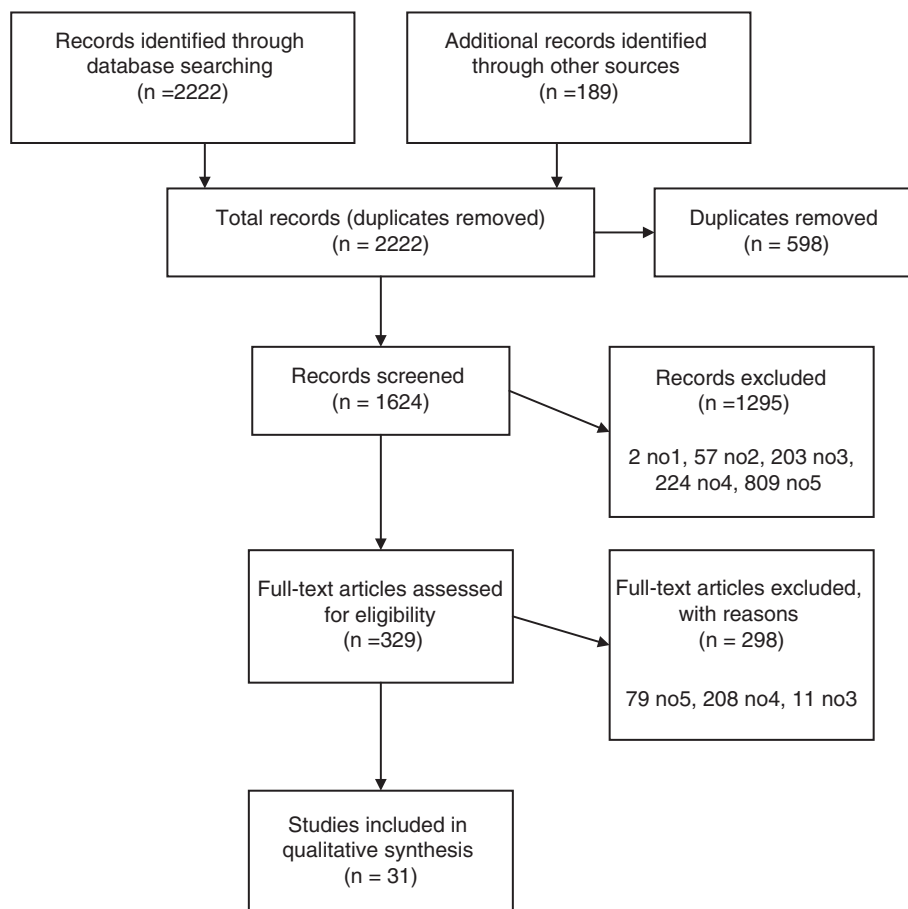 Records identified through
database searching
(n =2222)
Additional records identified
through other sources
(n =189)
Total records (duplicates removed)
(n = 2222)
Duplicates removed
(n = 598)
Records screened
(n = 1624)
Records excluded
(n =1295)
2 no1, 57 no2, 203 no3,
224 no4, 809 no5
Full-text articles assessed
for eligibility
(n =329)
Full-text articles excluded,
with reasons
(n = 298)
79 no5, 208 no4, 11 no3
Studies included in
qualitative synthesis
(n = 31)